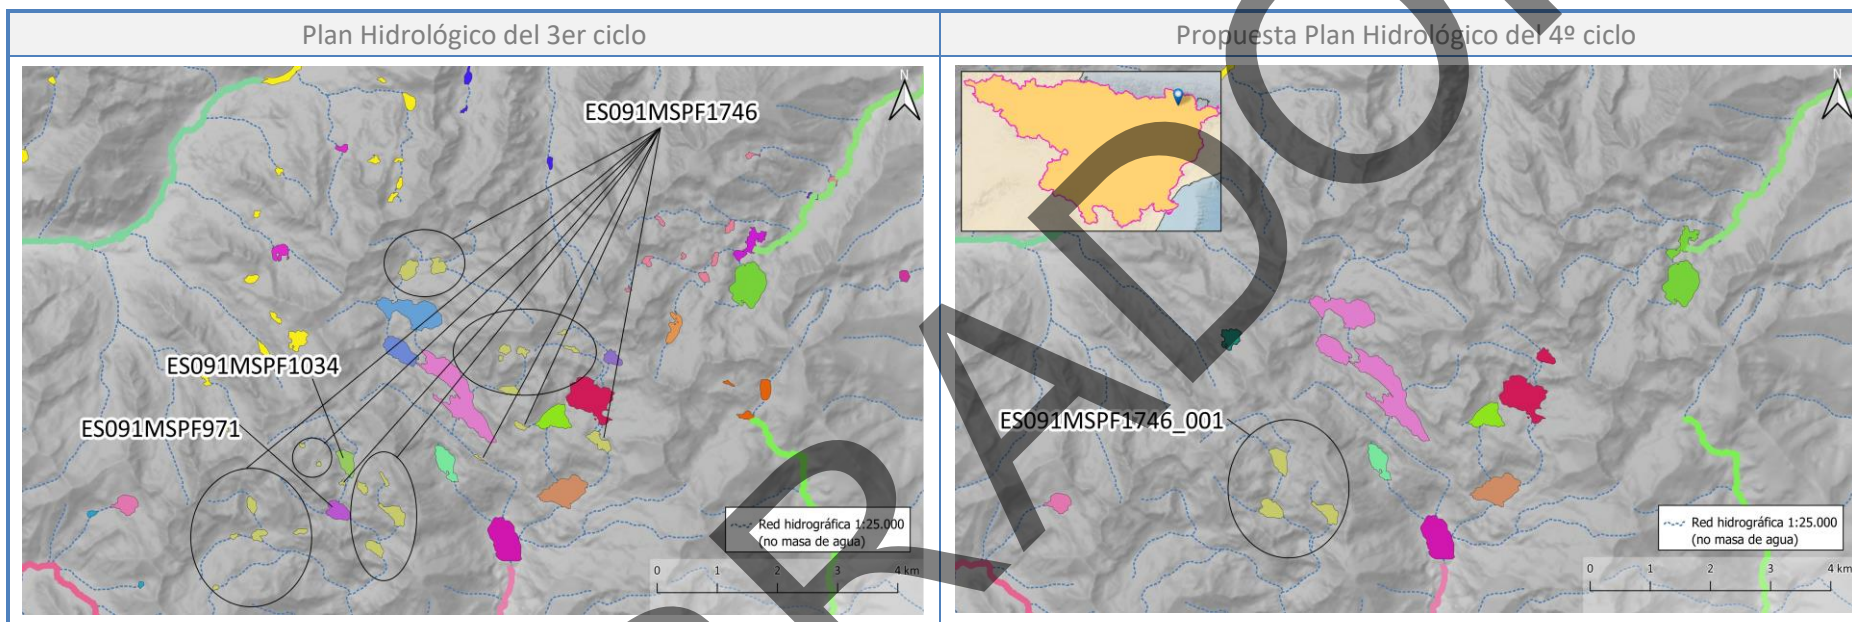 Plan Hidrológico del 3er ciclo
Propuesta Plan Hidrológico del 4º ciclo
N
ES091MSPF1746
ES091MSPF1034
ES091MSPF971
Red hidrográfica 1:25.000
(no masa de agua)
0 1 2 3 4 km
N
ES091MSPF1746_001
Red hidrográfica 1:25.000
(no masa de agua)
0 1 2 3 4 km
RADO